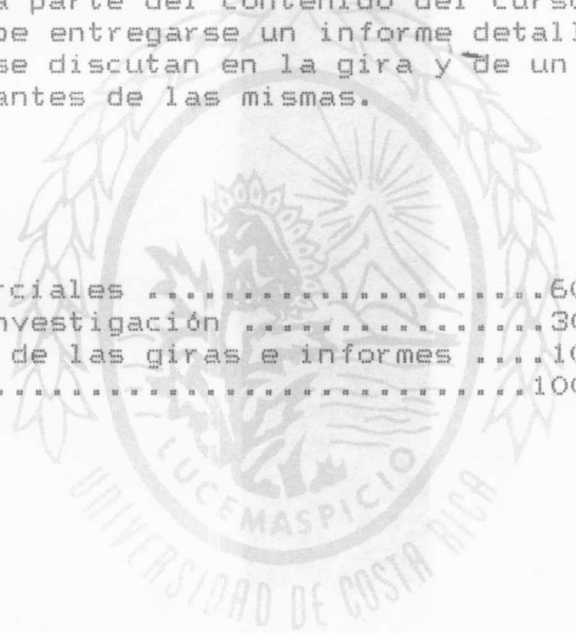 a parte del contenido del curso
be entregarse un informe detall
se discutan en la gira y de un
antes de las mismas.
rciales ........................60
nvestigación ...................30
de las giras e informes ....10
................................100
LUCEM ASPICIO
UNIVERSIDAD DE COSTA RICA